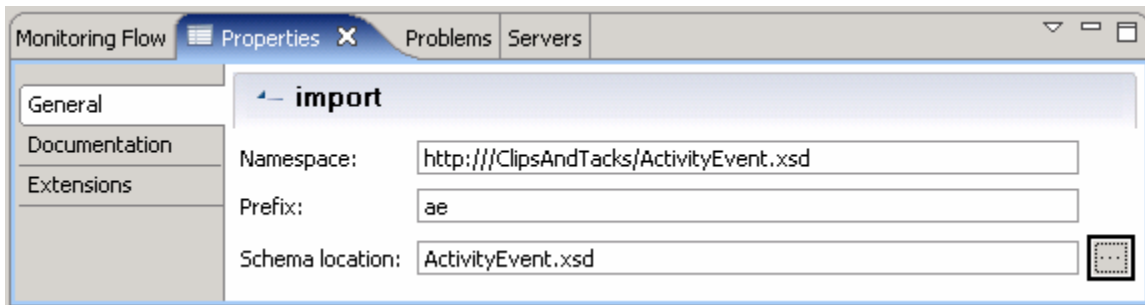 Monitoring Flow Properties Problems Servers
General
Documentation
Extensions
import
Namespace: http:///ClipsAndTacks/ActivityEvent.xsd
Prefix: ae
Schema location: ActivityEvent.xsd ...